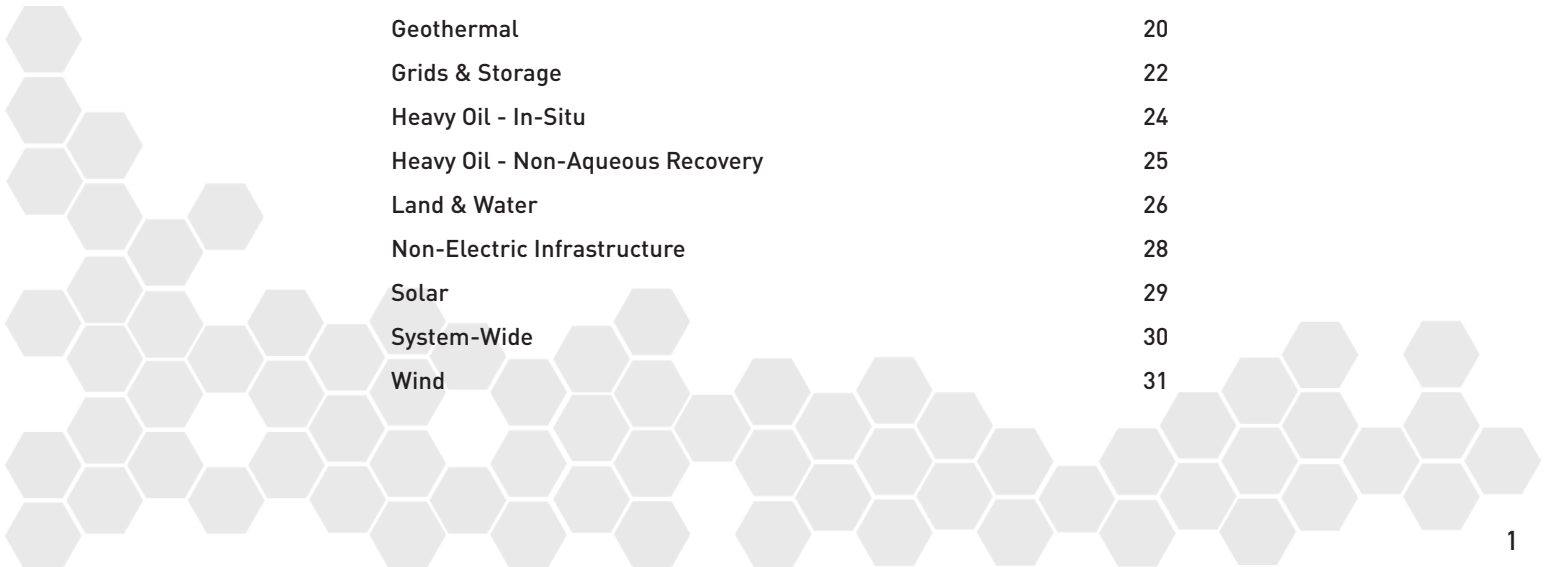 Geothermal 20
Grids & Storage 22
Heavy Oil - In-Situ 24
Heavy Oil - Non-Aqueous Recovery 25
Land & Water 26
Non-Electric Infrastructure 28
Solar 29
System-Wide 30
Wind 31
1